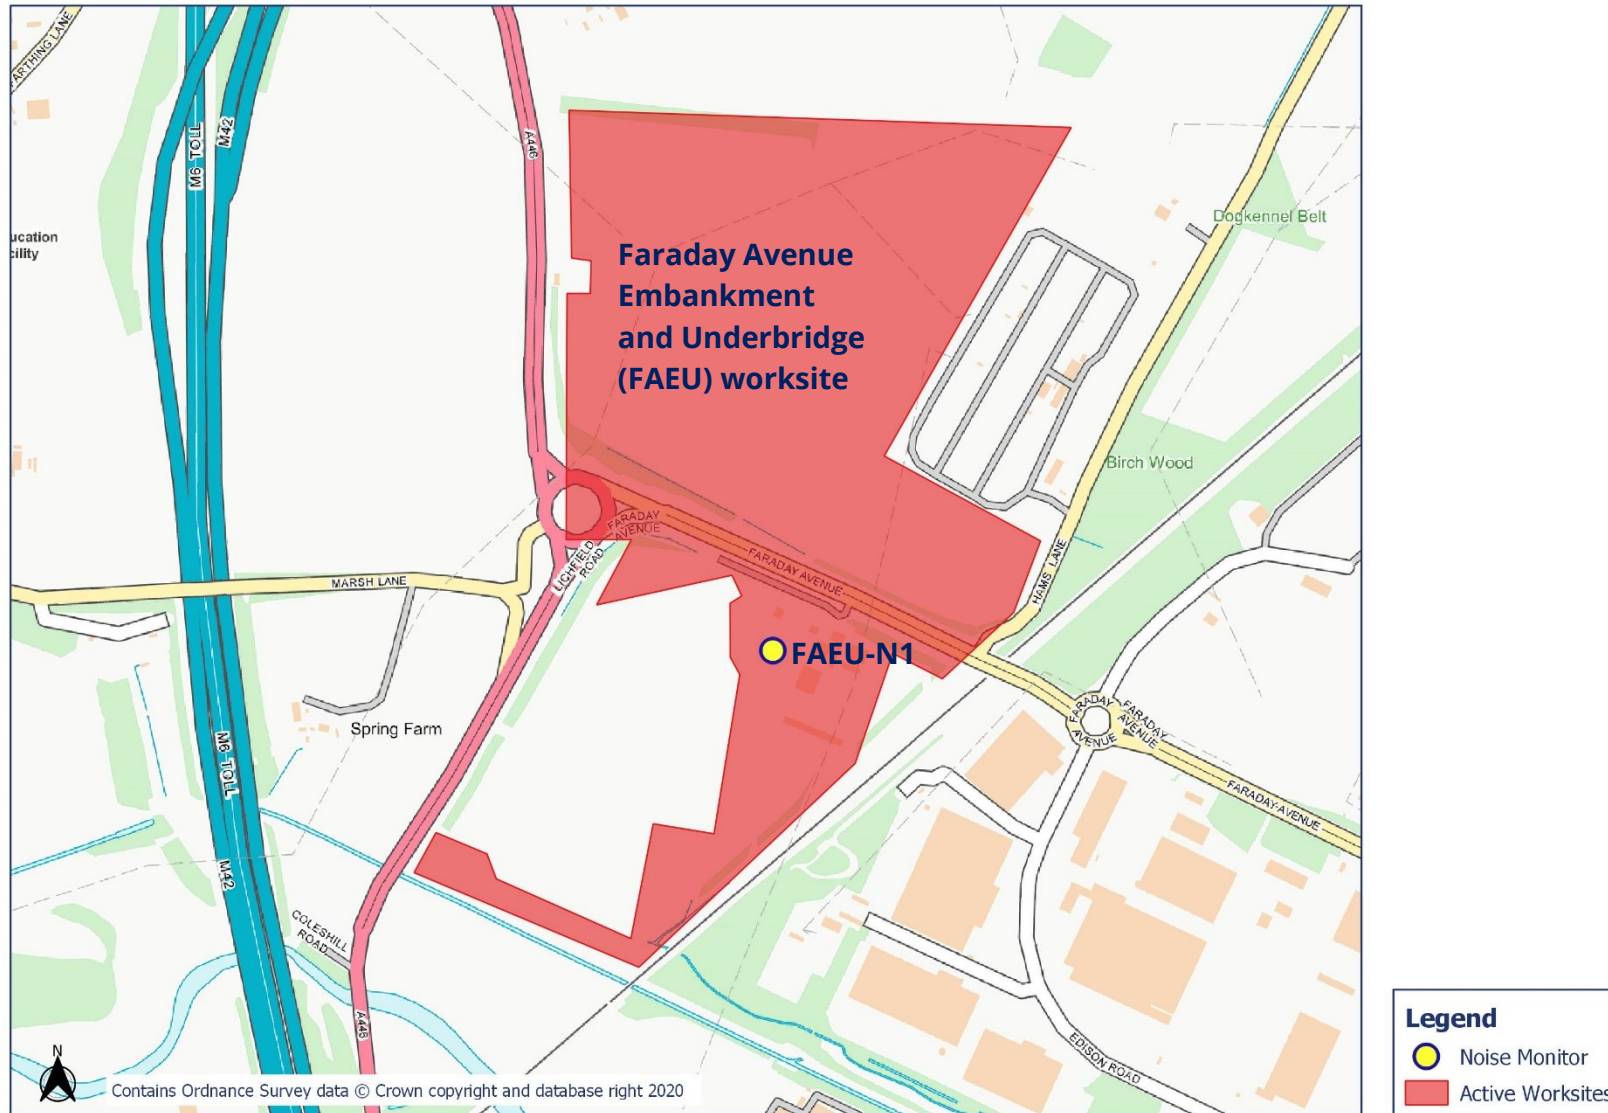 ARTHING LANE
M6 TOLL
M42
A446
ucation
cility
Dogkennel Belt
Faraday Avenue
Embankment
and Underbridge
(FAEU) worksite
Birch Wood
FARADAY
AVENUE
LICHFIELD
ROAD
FARADAY AVENUE
HAMS LANE
MARSH LANE
FAEU-N1
Spring Farm
FARADAY
AVENUE
FARADAY
AVENUE
FARADAY AVENUE
M6 TOLL
M42
COLESHILL
ROAD
A446
EDISON ROAD
N
Contains Ordnance Survey data © Crown copyright and database right 2020
Legend
Noise Monitor
Active Worksites